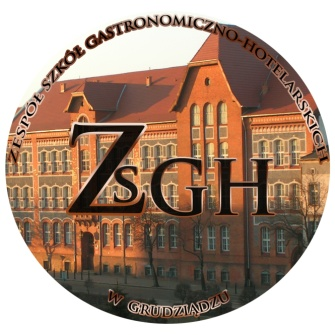 ZESPÓŁ SZKÓŁ GASTRONOMICZNO-HOTELARSKICH
ZSGH
W GRUDZIĄDZU